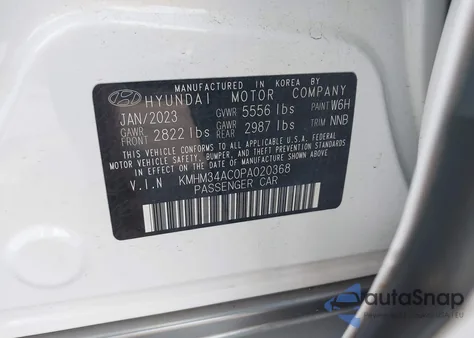 MANUFACTURED IN KOREA BY
HYUNDAI MOTOR COMPANY
JAN/2023 GVWR 5556 lbs PAINT W6H
GAWR FRONT 2822 lbs GAWR REAR 2987 lbs TRIM NNB
THIS VEHICLE CONFORMS TO ALL APPLICABLE U.S.A. FEDERAL
MOTOR VEHICLE SAFETY, BUMPER, AND THEFT PREVENTION
STANDARDS IN EFFECT ON THE DATE OF MANUFACTURE SHOWN ABOVE.
V.I.N KMHM34AC0PA020368
PASSENGER CAR
autoSnap